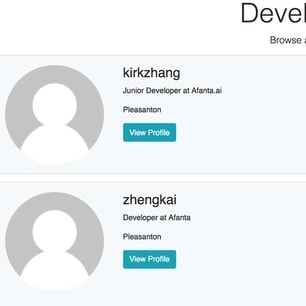 Devel
Browse a
kirkzhang
Junior Developer at Afanta.ai
Pleasanton
View Profile
zhengkai
Developer at Afanta
Pleasanton
View Profile